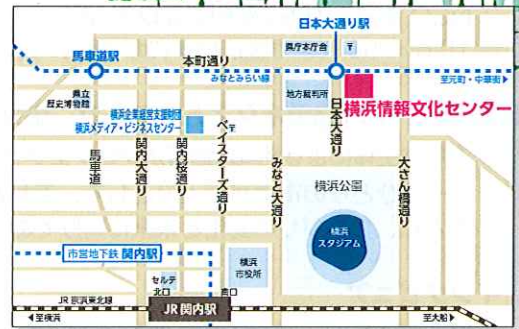 日本大通り駅
馬車道駅
県庁本庁舎
〒
本町通り
みなとみらい線
至元町・中華街
県立
歴史博物館
地方裁判所
横浜情報文化センター
横浜企業経営支援財団
横浜メディア・ビジネスセンター
〒
馬車道
関内大通り
関内桜通り
ベイスターズ通り
みなと大通り
日本大通り
大さん橋通り
横浜公園
横浜
スタジアム
市営地下鉄 関内駅
セルテ
横浜
市役所
北口
南口
JR 京浜東北線
JR 関内駅
至横浜
至大船